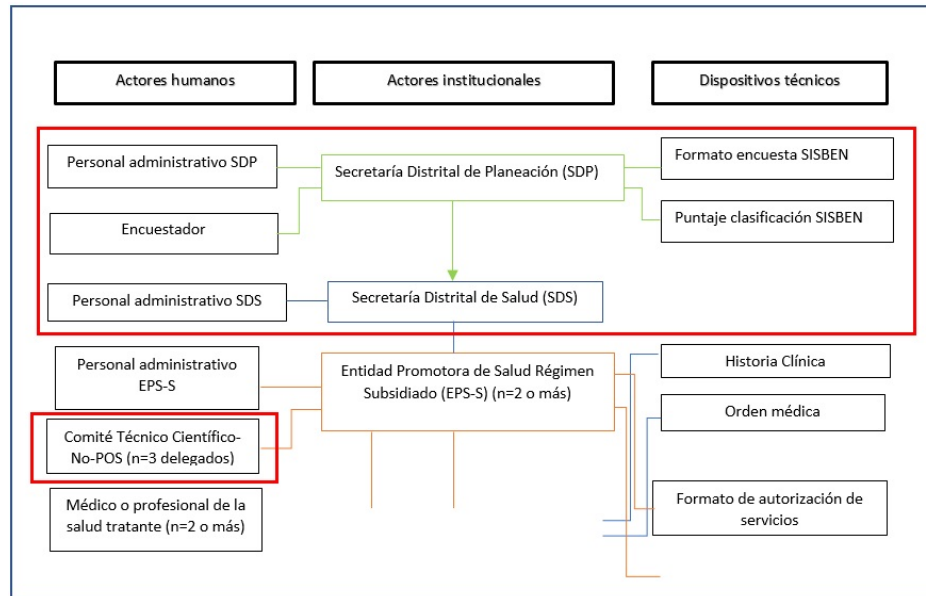 Actores humanos
Actores institucionales
Dispositivos técnicos
Personal administrativo SDP
Secretaría Distrital de Planeación (SDP)
Formato encuesta SISBEN
Encuestador
Puntaje clasificación SISBEN
Personal administrativo SDS
Secretaría Distrital de Salud (SDS)
Personal administrativo
EPS-S
Entidad Promotora de Salud Régimen
Subsidiado (EPS-S) (n=2 o más)
Historia Clínica
Orden médica
Comité Técnico Científico-
No-POS (n=3 delegados)
Médico o profesional de la
salud tratante (n=2 o más)
Formato de autorización de
servicios